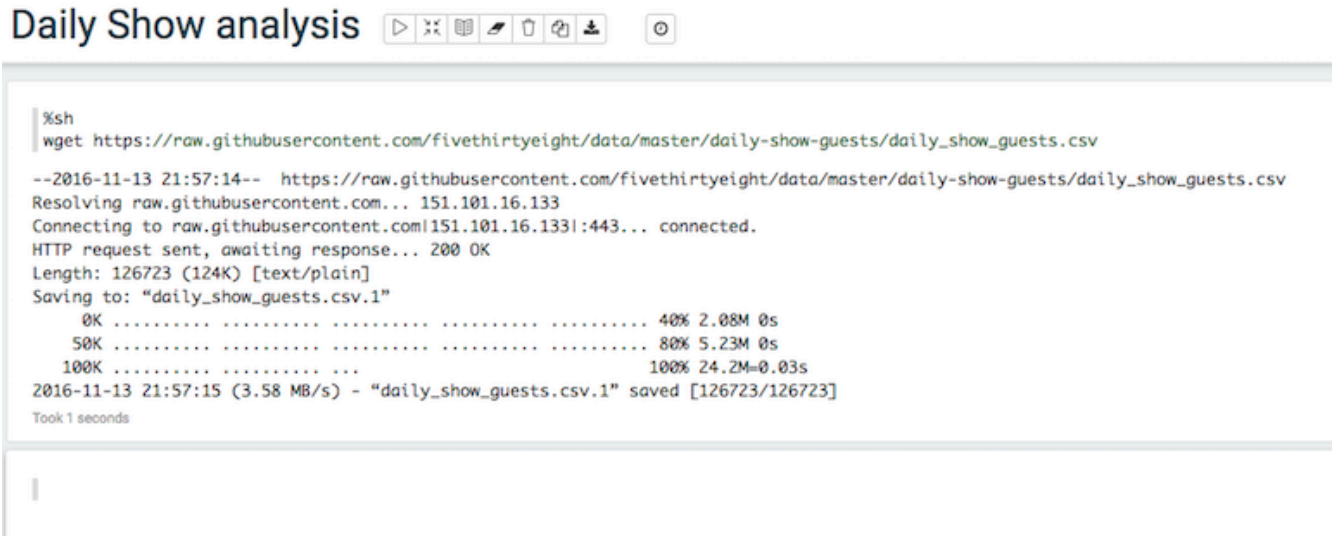 Daily Show analysis
%sh
wget https://raw.githubusercontent.com/fivethirtyeight/data/master/daily-show-guests/daily_show_guests.csv
--2016-11-13 21:57:14--  https://raw.githubusercontent.com/fivethirtyeight/data/master/daily-show-guests/daily_show_guests.csv
Resolving raw.githubusercontent.com... 151.101.16.133
Connecting to raw.githubusercontent.com|151.101.16.133|:443... connected.
HTTP request sent, awaiting response... 200 OK
Length: 126723 (124K) [text/plain]
Saving to: “daily_show_guests.csv.1”
0K .......... .......... .......... .......... .......... 40% 2.08M 0s
50K .......... .......... .......... .......... .......... 80% 5.23M 0s
100K .......... .......... ... 100% 24.2M=0.03s
2016-11-13 21:57:15 (3.58 MB/s) - “daily_show_guests.csv.1” saved [126723/126723]
Took 1 seconds